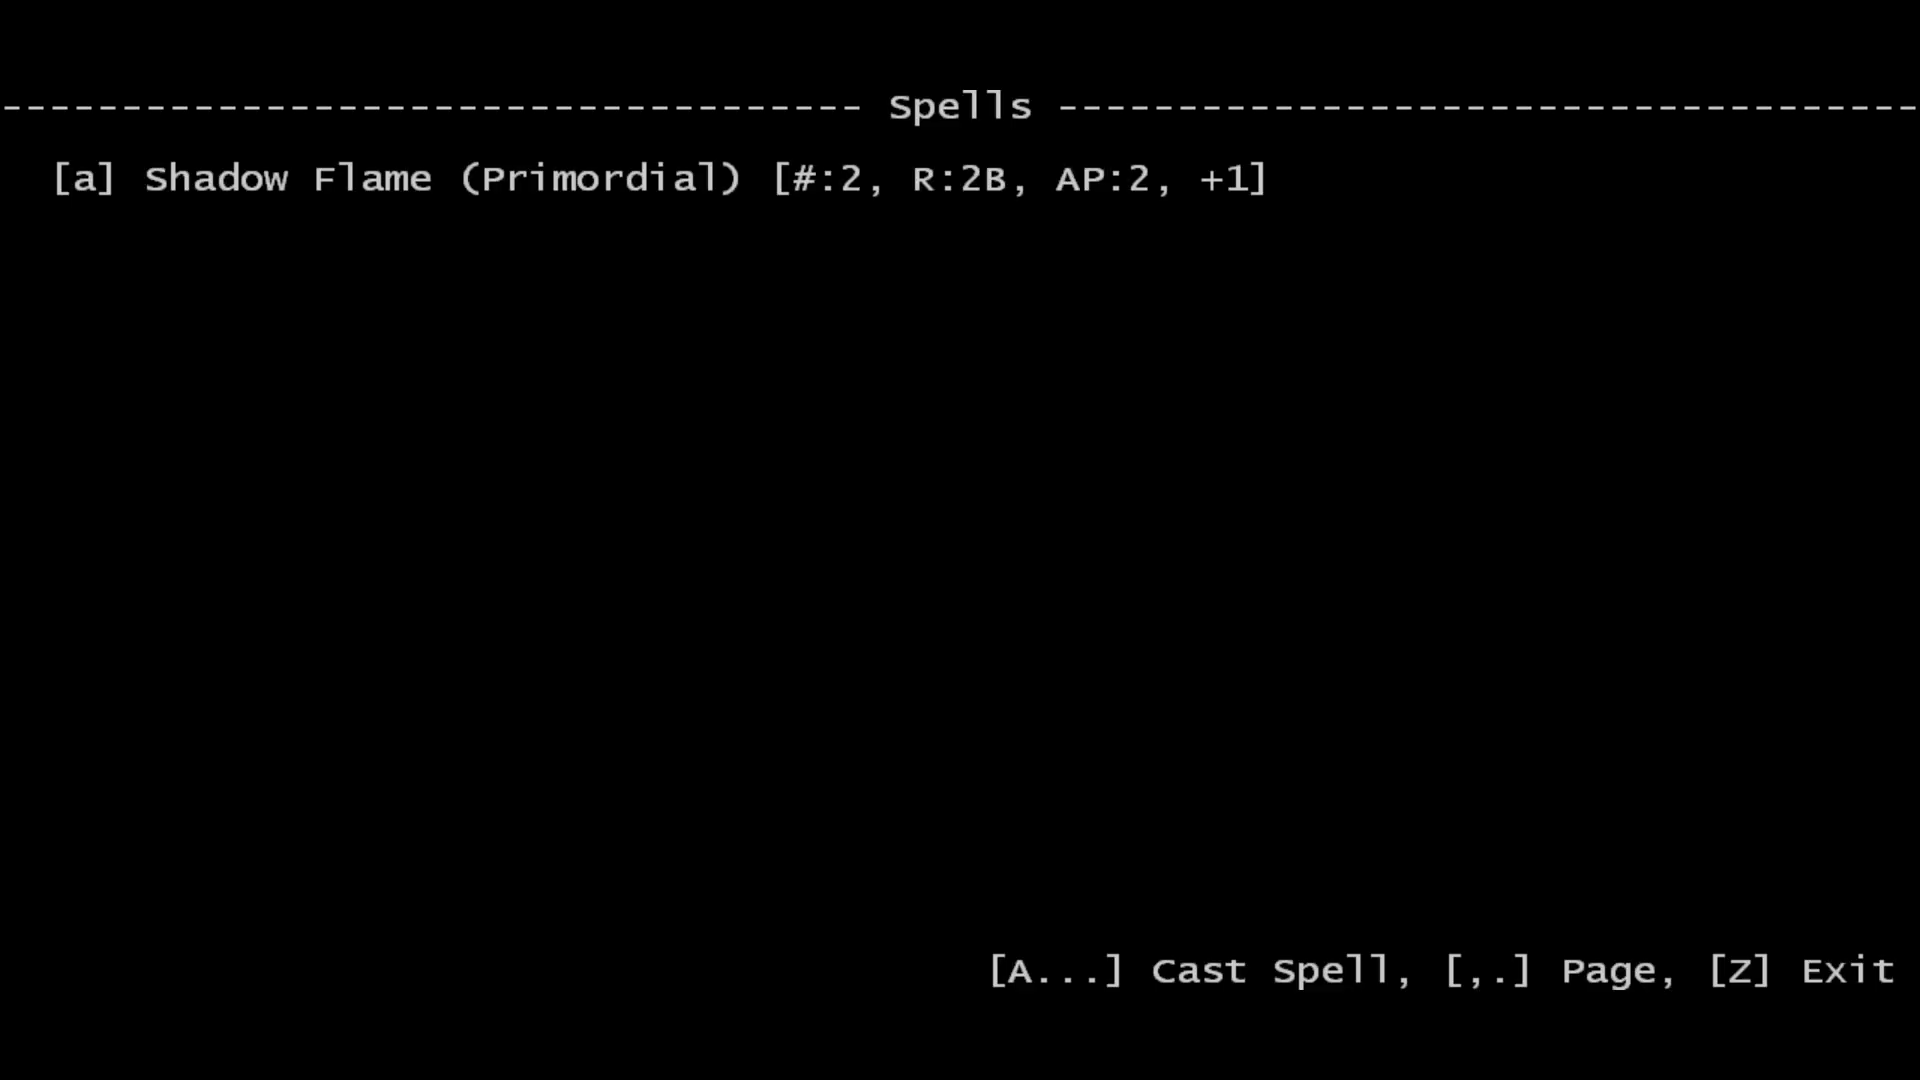 ----------------------------------- Spells ------------------------------------
[a] Shadow Flame (Primordial) [#:2, R:2B, AP:2, +1]
[A...] Cast Spell, [,.] Page, [Z] Exit